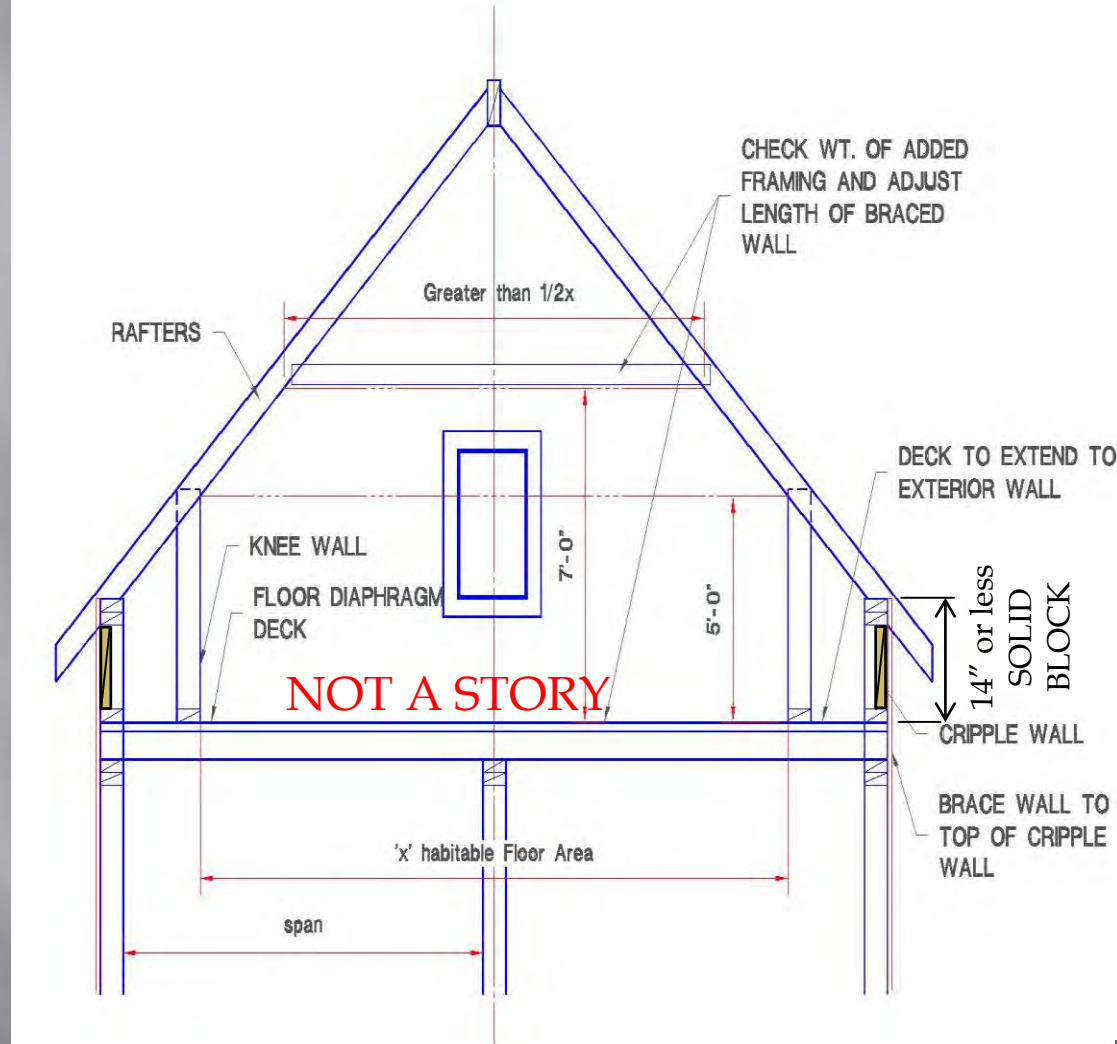 CHECK WT. OF ADDED
FRAMING AND ADJUST
LENGTH OF BRACED
WALL
Greater than 1/2x
RAFTERS
DECK TO EXTEND TO
EXTERIOR WALL
KNEE WALL
7'-0"
FLOOR DIAPHRAGM
DECK
5'-0"
14" or less
SOLID
BLOCK
NOT A STORY
CRIPPLE WALL
BRACE WALL TO
TOP OF CRIPPLE
WALL
'x' habitable Floor Area
span